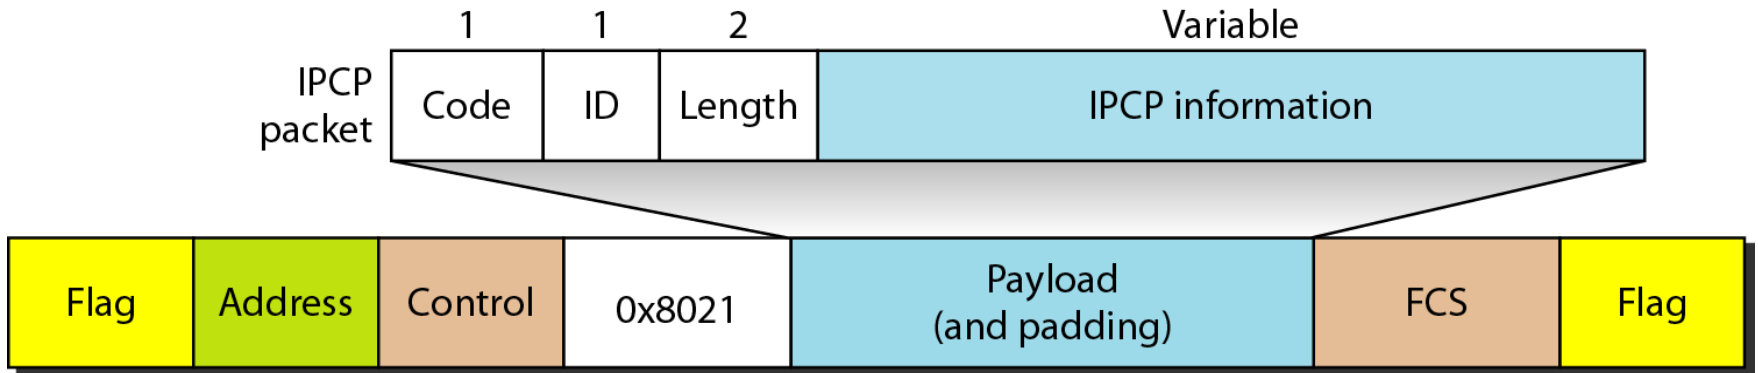 1 1 2 Variable
IPCP
packet
Code ID Length IPCP information
Flag Address Control 0x8021 Payload
(and padding) FCS Flag